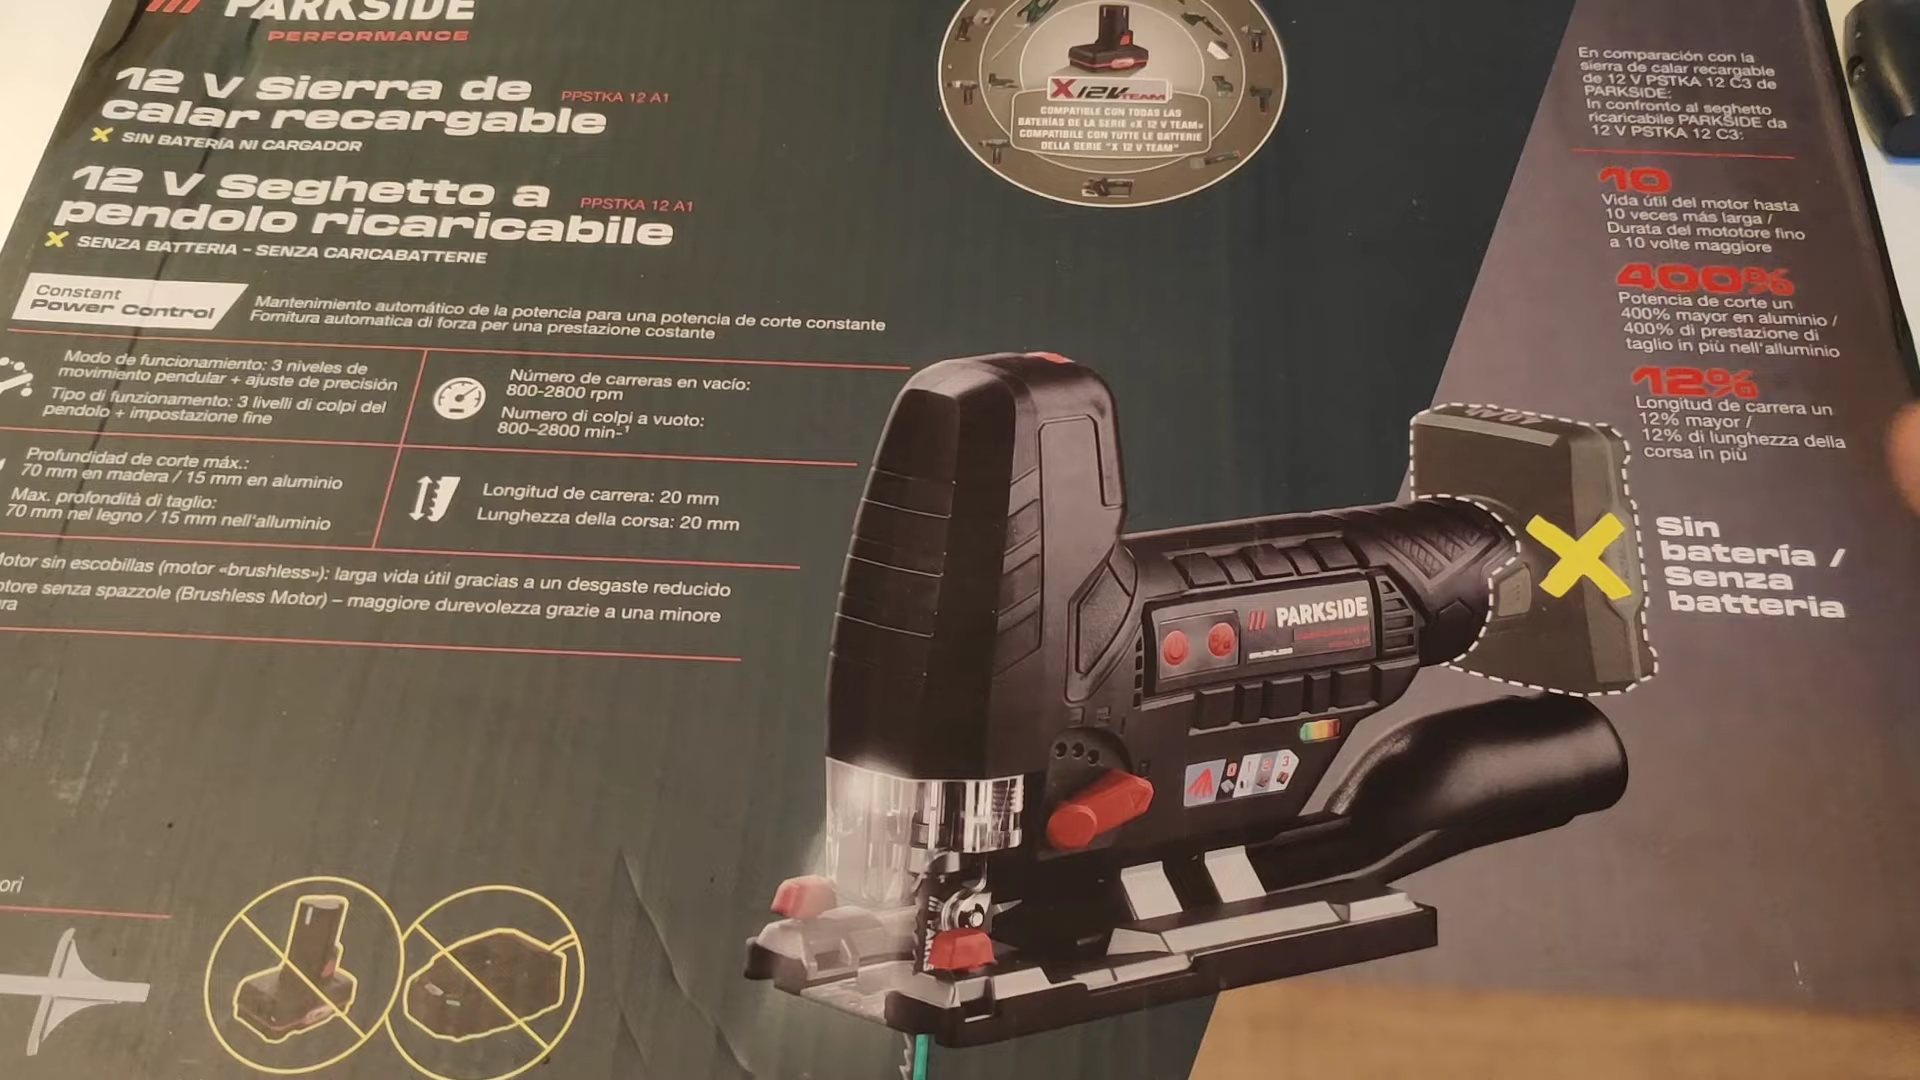 PARKSIDE
PERFORMANCE
12 V Sierra de
calar recargable
PPSTKA 12 A1
SIN BATERÍA NI CARGADOR
12 V Seghetto a
pendolo ricaricabile
PPSTKA 12 A1
SENZA BATTERIA - SENZA CARICABATTERIE
Constant
Power Control
Mantenimiento automático de la potencia para una potencia de corte constante
Fornitura automatica di forza per una prestazione costante
Modo de funcionamiento: 3 niveles de
movimiento pendular + ajuste de precisión
Tipo di funzionamento: 3 livelli di colpi del
pendolo + impostazione fine
Número de carreras en vacío:
800-2800 rpm
Numero di colpi a vuoto:
800–2800 min-¹
Profundidad de corte máx.:
70 mm en madera / 15 mm en aluminio
Max. profondità di taglio:
70 mm nel legno / 15 mm nell'alluminio
Longitud de carrera: 20 mm
Lunghezza della corsa: 20 mm
Motor sin escobillas (motor «brushless»): larga vida útil gracias a un desgaste reducido
otore senza spazzole (Brushless Motor) – maggiore durevolezza grazie a una minore
ra
ori
X12V TEAM
COMPATIBLE CON TODAS LAS
BATERÍAS DE LA SERIE «X 12 V TEAM»
COMPATIBILE CON TUTTE LE BATTERIE
DELLA SERIE "X 12 V TEAM"
PARKSIDE
BRUSHLESS
0 1 2 3
En comparación con la
sierra de calar recargable
de 12 V PSTKA 12 C3 de
PARKSIDE:
In confronto al seghetto
ricaricabile PARKSIDE da
12 V PSTKA 12 C3:
10
Vida útil del motor hasta
10 veces más larga /
Durata del mototore fino
a 10 volte maggiore
400%
Potencia de corte un
400% mayor en aluminio /
400% di prestazione di
taglio in più nell'alluminio
12%
Longitud de carrera un
12% mayor /
12% di lunghezza della
corsa in più
Sin
batería /
Senza
batteria